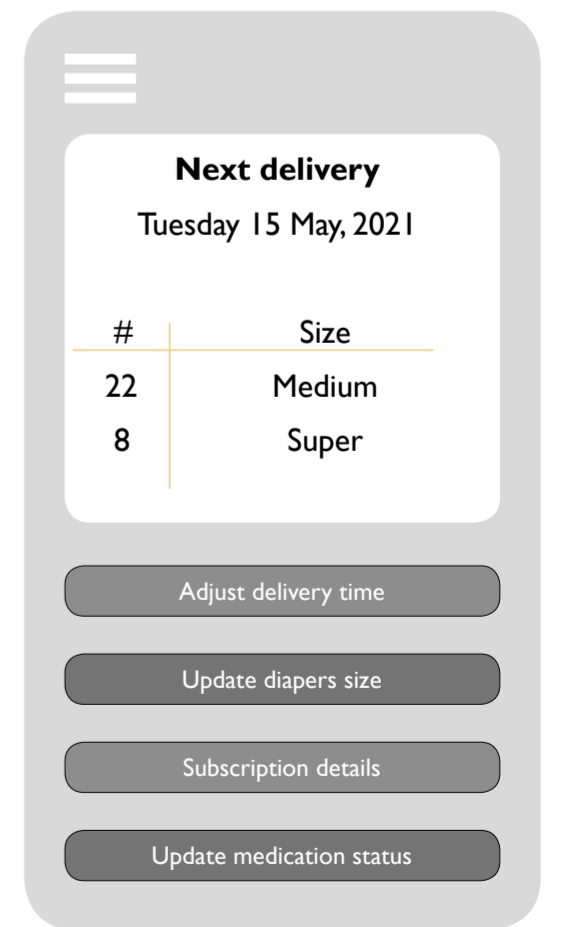 Next delivery
Tuesday 15 May, 2021
# Size
22 Medium
8 Super
Adjust delivery time
Update diapers size
Subscription details
Update medication status